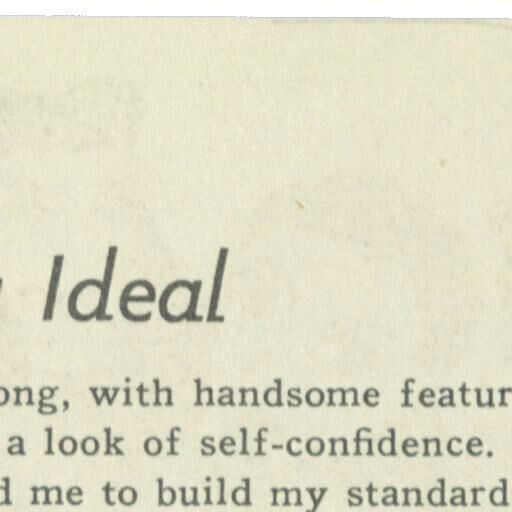 Ideal
ong, with handsome featur
a look of self-confidence.
d me to build my standard